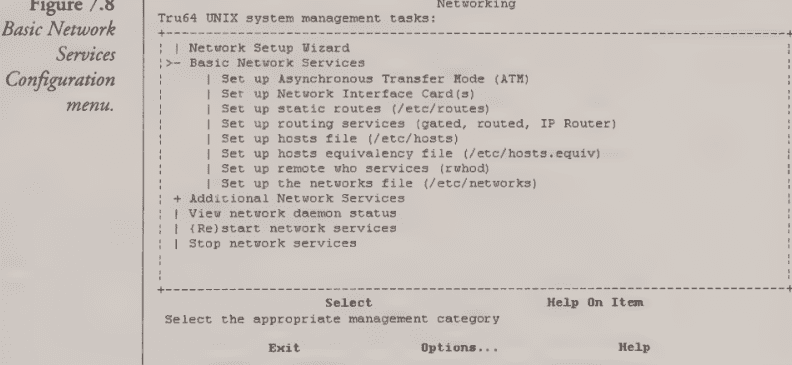 Figure 7.8
Basic Network
Services
Configuration
menu.
Networking
Tru64 UNIX system management tasks:
| Network Setup Wizard
>- Basic Network Services
| Set up Asynchronous Transfer Mode (ATM)
| Set up Network Interface Card(s)
| Set up static routes (/etc/routes)
| Set up routing services (gated, routed, IP Router)
| Set up hosts file (/etc/hosts)
| Set up hosts equivalency file (/etc/hosts.equiv)
| Set up remote who services (rwhod)
| Set up the networks file (/etc/networks)
+ Additional Network Services
| View network daemon status
| (Re)start network services
| Stop network services
Select Help On Item
Select the appropriate management category
Exit Options... Help